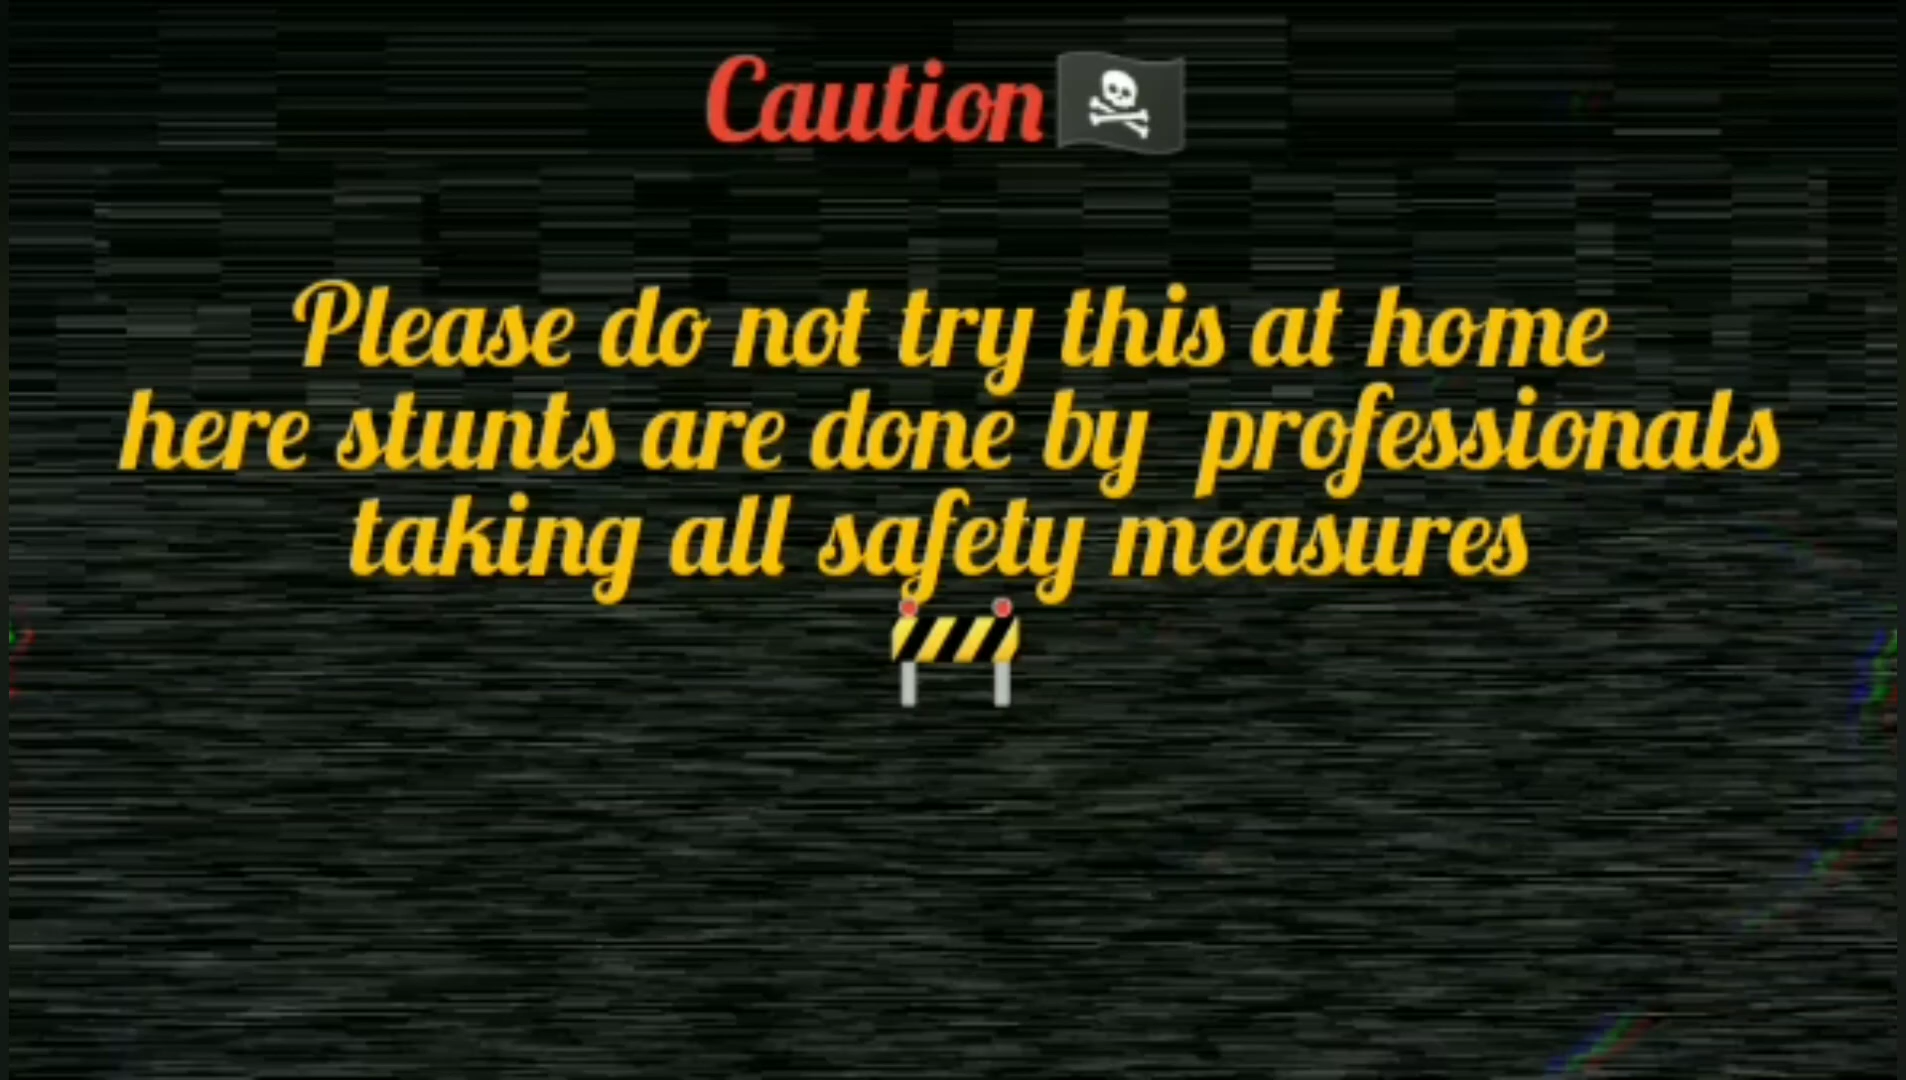 Caution🏴‍☠️
Please do not try this at home
here stunts are done by professionals
taking all safety measures
🚧